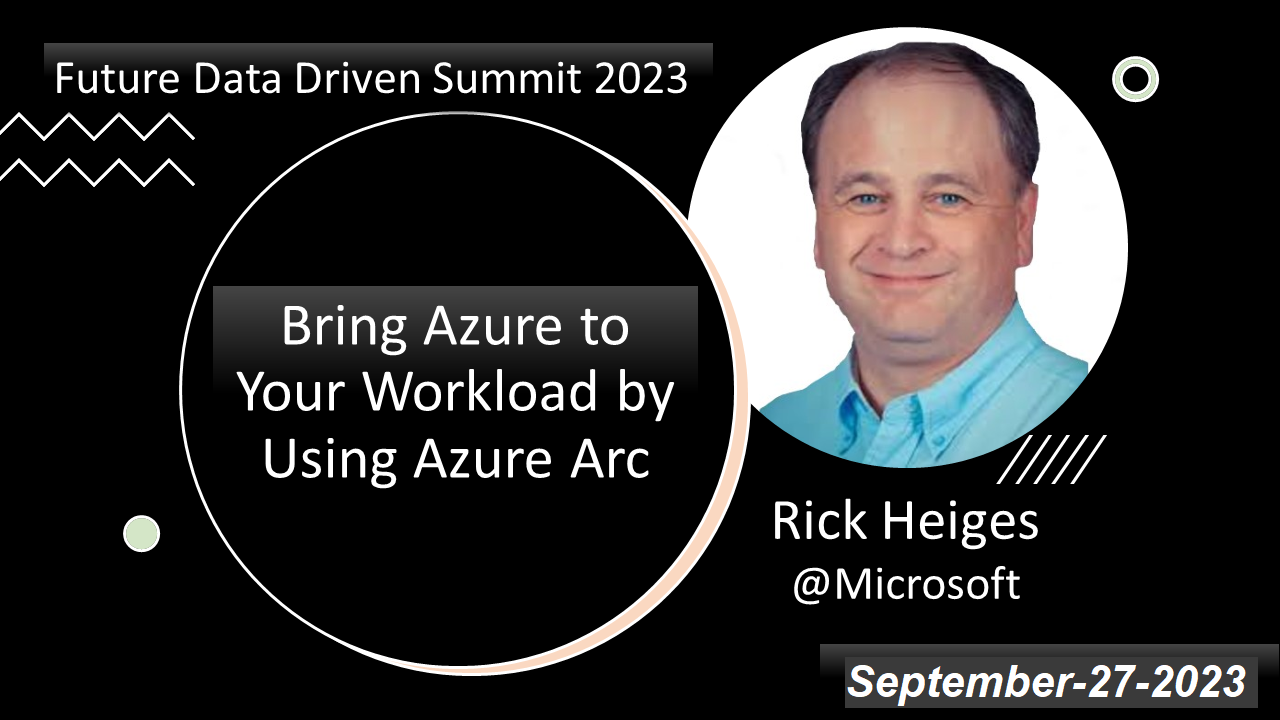 Future Data Driven Summit 2023
Bring Azure to
Your Workload by
Using Azure Arc
Rick Heiges
@Microsoft
September-27-2023